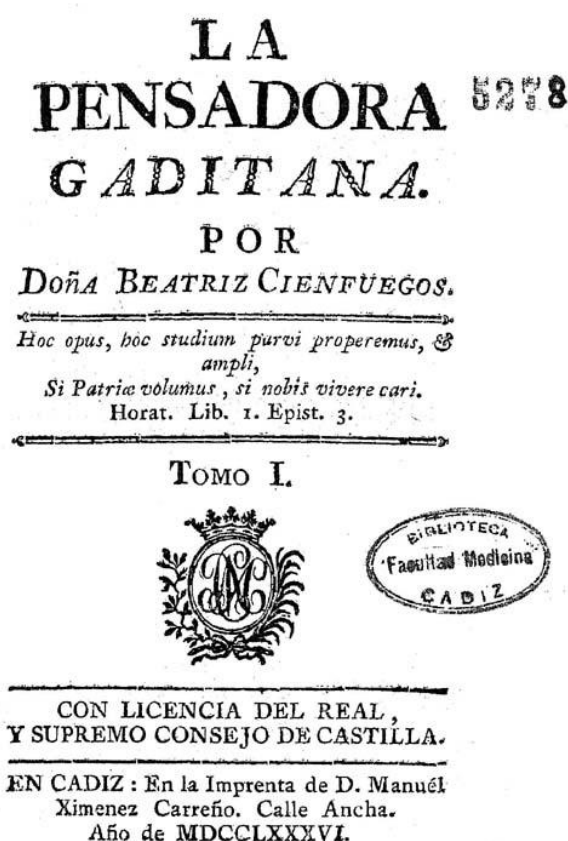 LA
PENSADORA
5278
GADITANA.
POR
Doña BEATRIZ CIENFUEGOS.
Hoc opus, hoc studium parvi properemus, &
ampli,
Si Patriæ volumus, si nobis vivere cari.
Horat. Lib. 1. Epist. 3.
TOMO I.
BIBLIOTECA
Facultad Medicina
CADIZ
CON LICENCIA DEL REAL,
Y SUPREMO CONSEJO DE CASTILLA.
EN CADIZ : En la Imprenta de D. Manuél
Ximenez Carreño. Calle Ancha.
Año de MDCCLXXXVI.